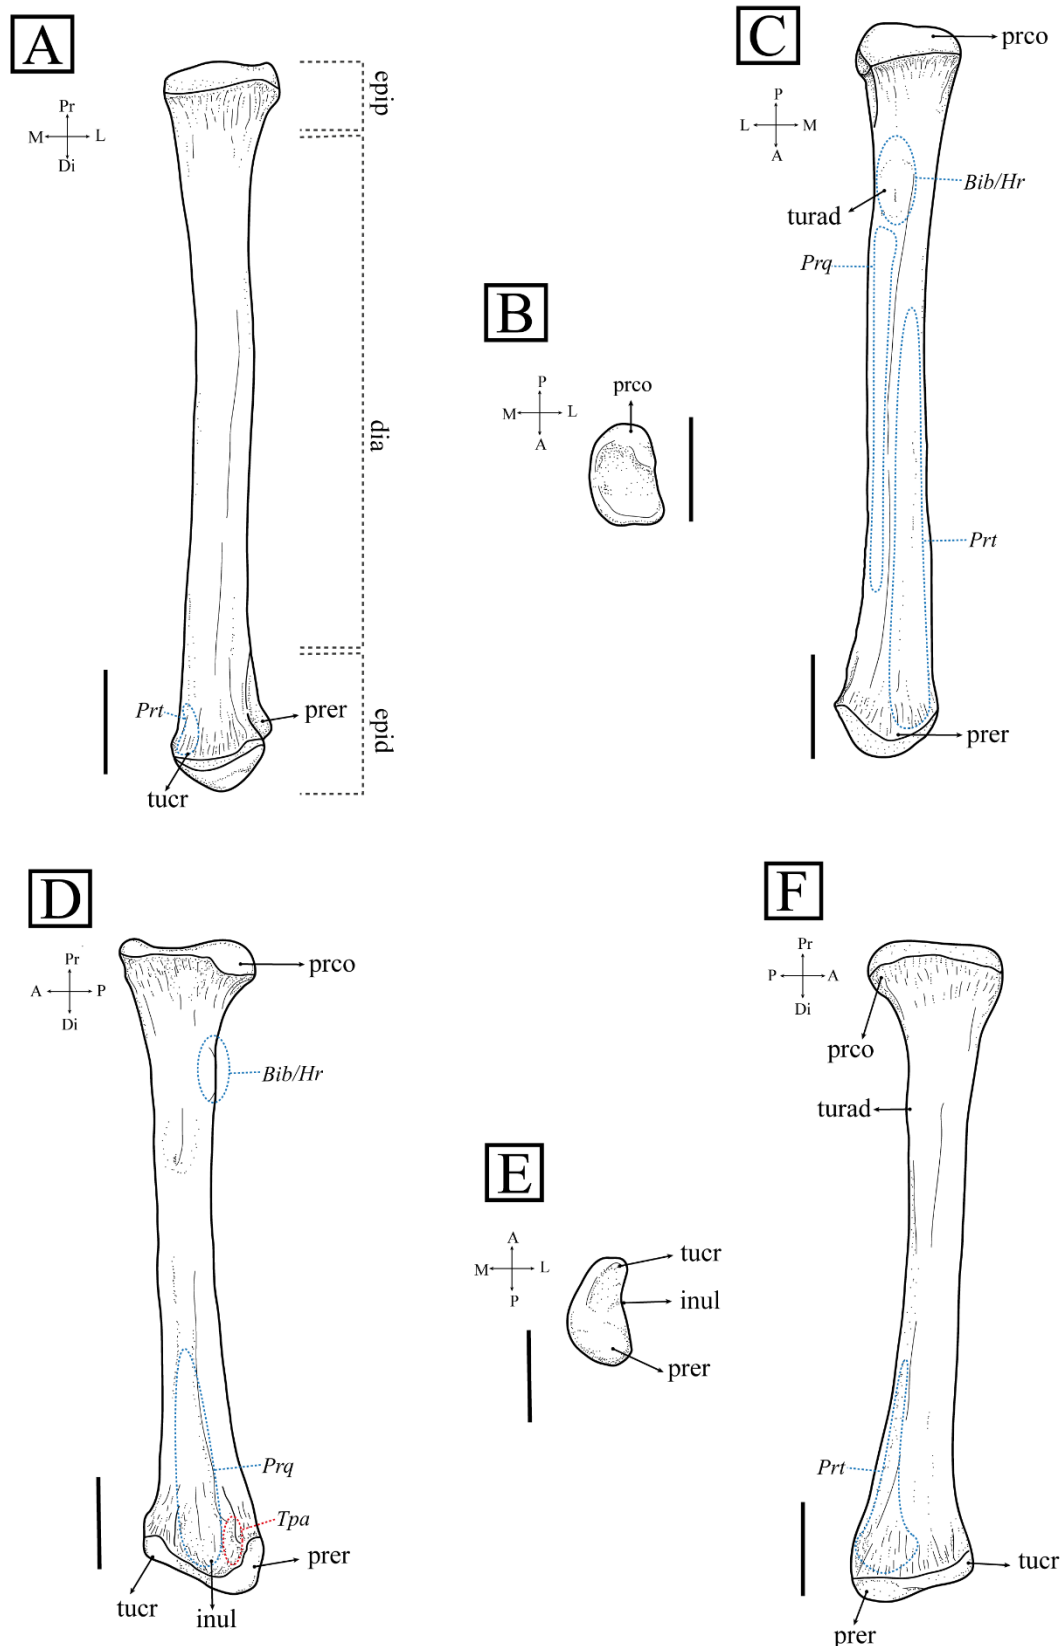 A
Pr
M L
Di
epip
dia
epid
Prt
prer
tucr
B
P
M L
A
prco
C
P
L M
A
prco
Bib/Hr
turad
Prq
Prt
prer
D
Pr
A P
Di
prco
Bib/Hr
Prq
Tpa
prer
tucr
inul
E
A
M L
P
tucr
inul
prer
F
Pr
P A
Di
prco
turad
Prt
tucr
prer